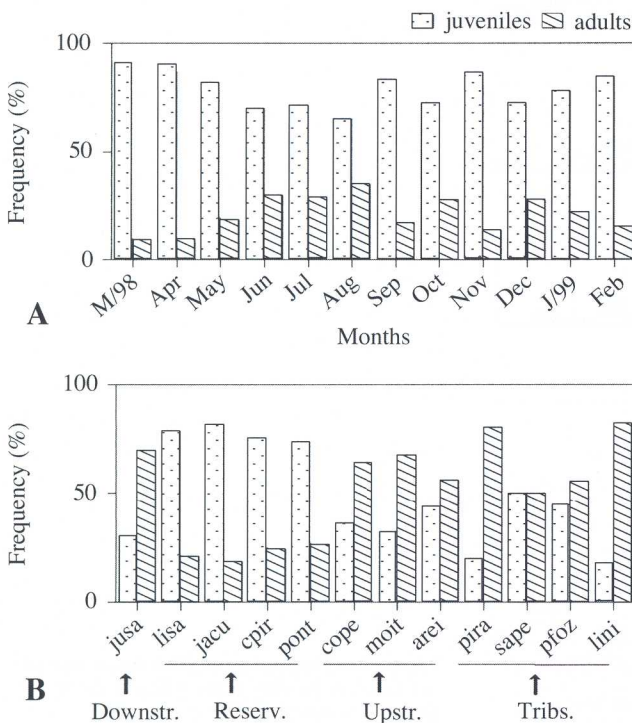 juveniles adults
100
50
0
Frequency (%)
M/98 Apr May Jun Jul Aug Sep Oct Nov Dec J/99 Feb
A
Months
100
50
0
Frequency (%)
jusa lisa jacu cpir pont cope moit arei pira sape pfoz lini
B
Downstr. Reserv. Upstr. Tribs.